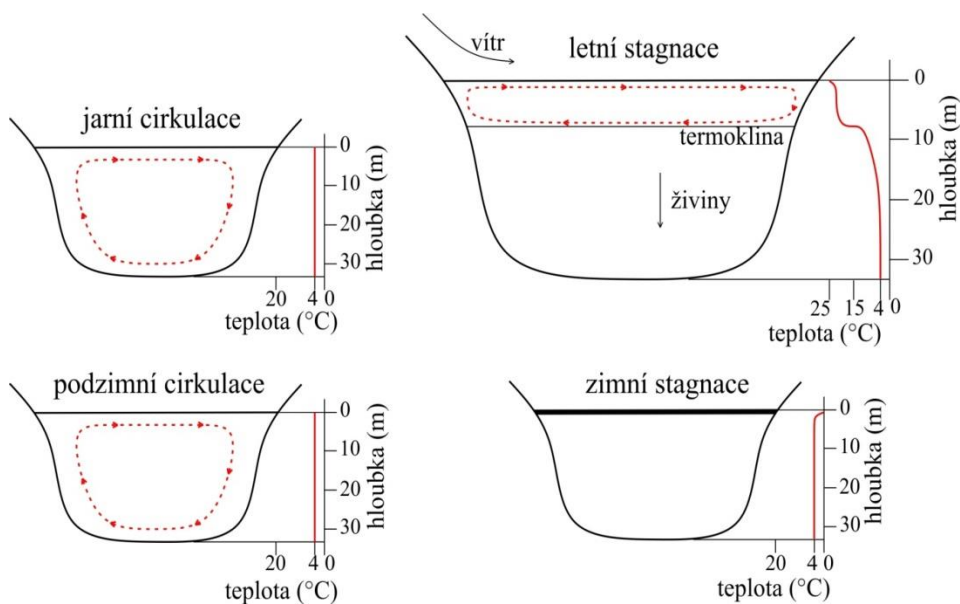 jarní cirkulace
0
10
20
30
hloubka (m)
20 4 0
teplota (°C)
vítr
letní stagnace
termoklina
živiny
0
10
20
30
hloubka (m)
25 15 4 0
teplota (°C)
podzimní cirkulace
0
10
20
30
hloubka (m)
20 4 0
teplota (°C)
zimní stagnace
0
10
20
30
hloubka (m)
20 4 0
teplota (°C)